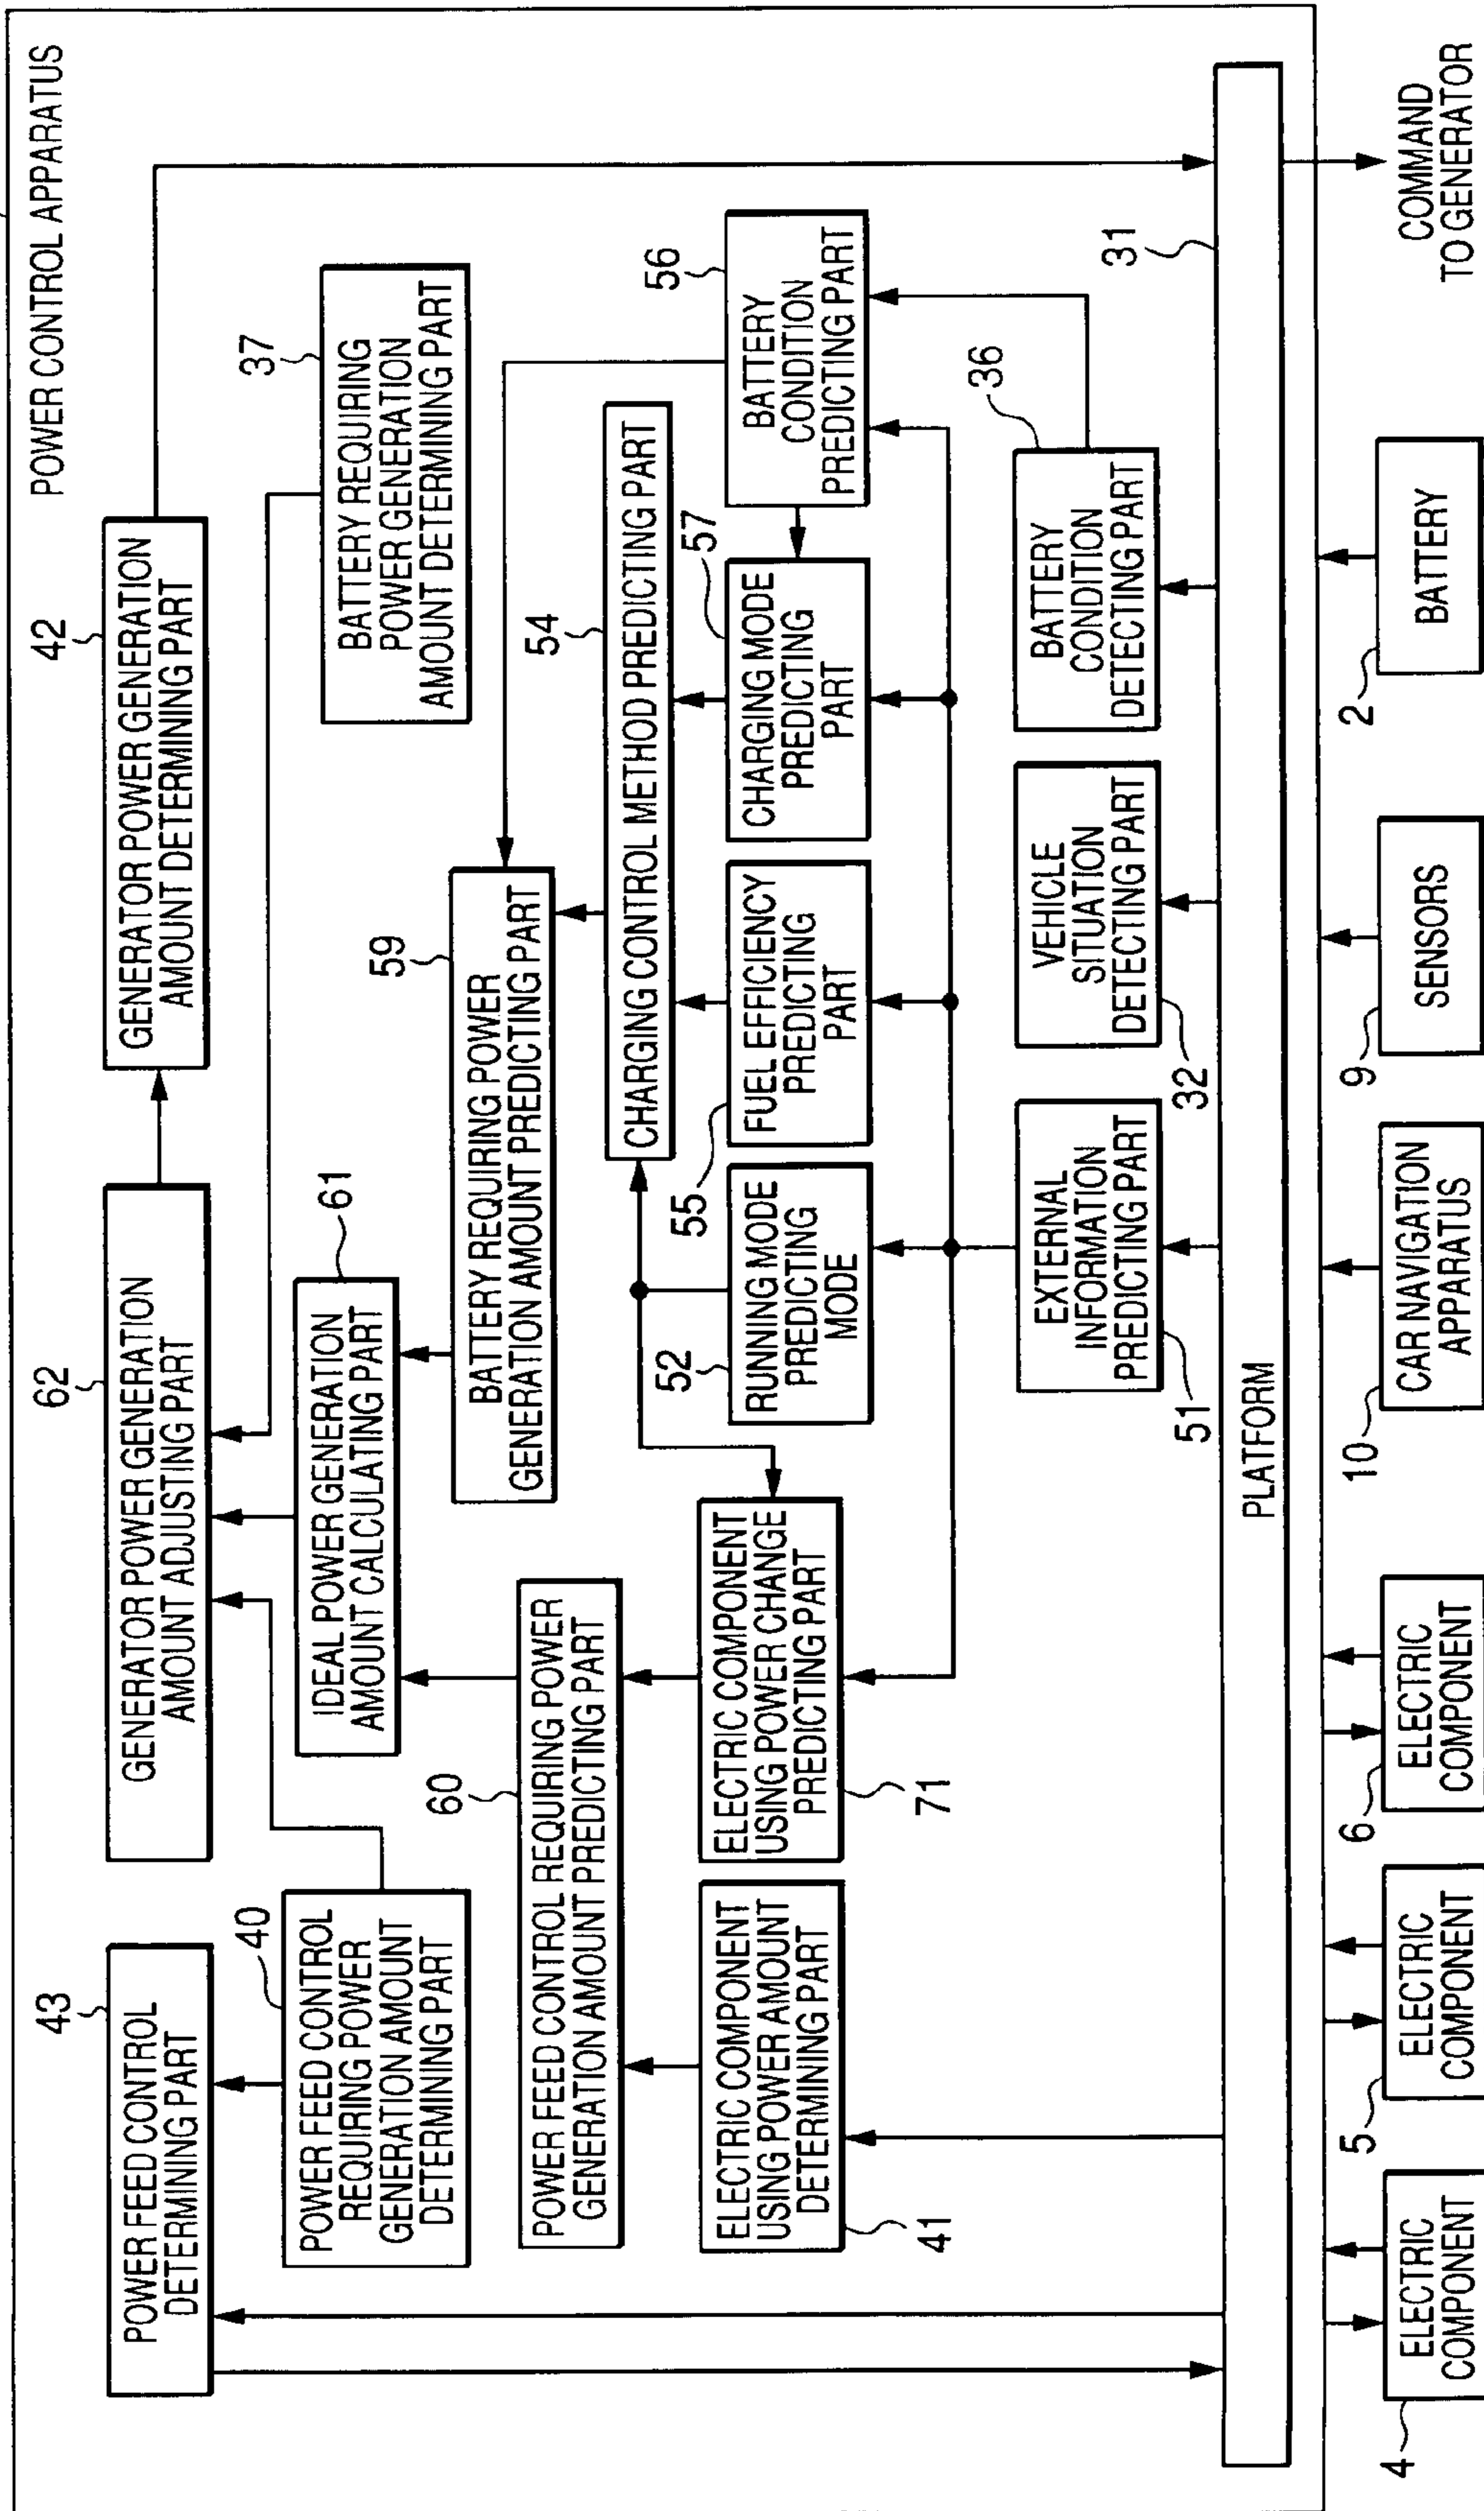 POWER CONTROL APPARATUS
43
POWER FEED CONTROL
DETERMINING PART
62
GENERATOR POWER GENERATION
AMOUNT ADJUSTING PART
42
GENERATOR POWER GENERATION
AMOUNT DETERMINING PART
40
POWER FEED CONTROL
REQUIRING POWER
GENERATION AMOUNT
DETERMINING PART
61
IDEAL POWER GENERATION
AMOUNT CALCULATING PART
37
BATTERY REQUIRING
POWER GENERATION
AMOUNT DETERMINING PART
60
POWER FEED CONTROL REQUIRING POWER
GENERATION AMOUNT PREDICTING PART
59
BATTERY REQUIRING POWER
GENERATION AMOUNT PREDICTING PART
54
CHARGING CONTROL METHOD PREDICTING PART
41
ELECTRIC COMPONENT
USING POWER AMOUNT
DETERMINING PART
71
ELECTRIC COMPONENT
USING POWER CHANGE
PREDICTING PART
52
RUNNING MODE
PREDICTING
MODE
55
FUEL EFFICIENCY
PREDICTING
PART
57
CHARGING MODE
PREDICTING
PART
56
BATTERY
CONDITION
PREDICTING PART
51
EXTERNAL
INFORMATION
PREDICTING PART
32
VEHICLE
SITUATION
DETECTING PART
36
BATTERY
CONDITION
DETECTING PART
31
PLATFORM
4
ELECTRIC
COMPONENT
5
ELECTRIC
COMPONENT
6
ELECTRIC
COMPONENT
10
CAR NAVIGATION
APPARATUS
9
SENSORS
2
BATTERY
COMMAND
TO GENERATOR